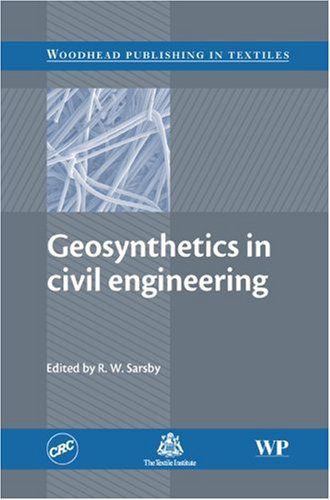 WOODHEAD PUBLISHING IN TEXTILES
Geosynthetics in
civil engineering
Edited by R. W. Sarsby
CRC
The Textile Institute
WP